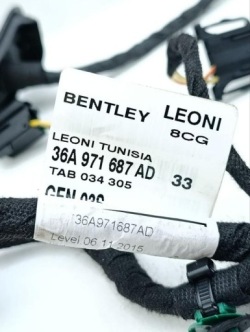 BENTLEY LEONI
8CG
LEONI TUNISIA
36A 971 687 AD 33
TAB 034 305
36A971687AD
Level 06.11.2015